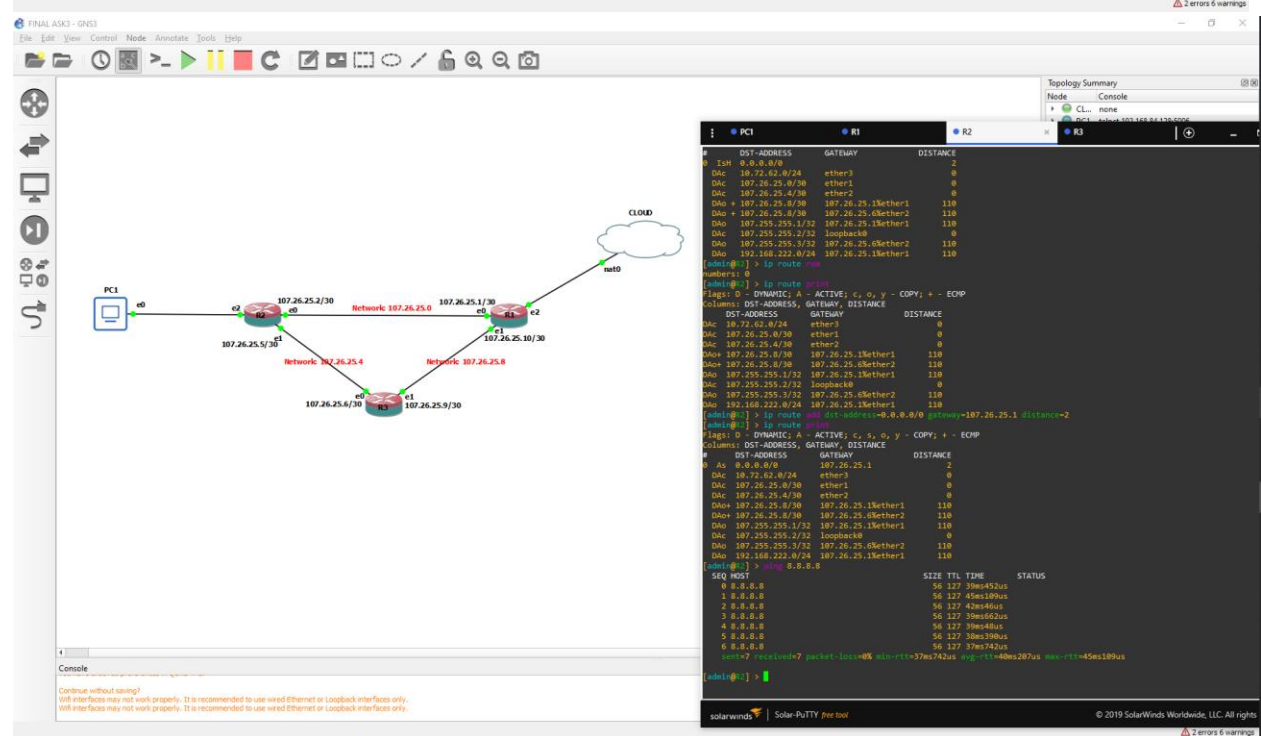 2 errors 6 warnings
FINAL ASK3 - GNS3
File Edit View Control Node Annotate Tools Help
Topology Summary
Node Console
CL... none
PC1 telnet 192.168.84.129:5006
CLOUD
nat0
PC1
e0
e2
107.26.25.2/30
R2
e0
Network: 107.26.25.0
107.26.25.1/30
e0
R1
e2
e1
107.26.25.5/30
e1
107.26.25.10/30
Network: 107.26.25.4
Network: 107.26.25.8
e0
e1
107.26.25.6/30
R3
107.26.25.9/30
Console
Continue without saving?
Wifi interfaces may not work properly. It is recommended to use wired Ethernet or Loopback interfaces only.
Wifi interfaces may not work properly. It is recommended to use wired Ethernet or Loopback interfaces only.
PC1 R1 R2 R3
# DST-ADDRESS GATEWAY DISTANCE
0 IsH 0.0.0.0/0 2
DAc 10.72.62.0/24 ether3 0
DAc 107.26.25.0/30 ether1 0
DAc 107.26.25.4/30 ether2 0
DAo + 107.26.25.8/30 107.26.25.1%ether1 110
DAo + 107.26.25.8/30 107.26.25.6%ether2 110
DAo 107.255.255.1/32 107.26.25.1%ether1 110
DAc 107.255.255.2/32 loopback0 0
DAo 107.255.255.3/32 107.26.25.6%ether2 110
DAo 192.168.222.0/24 107.26.25.1%ether1 110
[admin@R2] > ip route rem
numbers: 0
[admin@R2] > ip route print
Flags: D - DYNAMIC; A - ACTIVE; c, o, y - COPY; + - ECMP
Columns: DST-ADDRESS, GATEWAY, DISTANCE
DST-ADDRESS GATEWAY DISTANCE
DAc 10.72.62.0/24 ether3 0
DAc 107.26.25.0/30 ether1 0
DAc 107.26.25.4/30 ether2 0
DAo+ 107.26.25.8/30 107.26.25.1%ether1 110
DAo+ 107.26.25.8/30 107.26.25.6%ether2 110
DAo 107.255.255.1/32 107.26.25.1%ether1 110
DAc 107.255.255.2/32 loopback0 0
DAo 107.255.255.3/32 107.26.25.6%ether2 110
DAo 192.168.222.0/24 107.26.25.1%ether1 110
[admin@R2] > ip route add dst-address=0.0.0.0/0 gateway=107.26.25.1 distance=2
[admin@R2] > ip route print
Flags: D - DYNAMIC; A - ACTIVE; c, s, o, y - COPY; + - ECMP
Columns: DST-ADDRESS, GATEWAY, DISTANCE
# DST-ADDRESS GATEWAY DISTANCE
0 As 0.0.0.0/0 107.26.25.1 2
DAc 10.72.62.0/24 ether3 0
DAc 107.26.25.0/30 ether1 0
DAc 107.26.25.4/30 ether2 0
DAo+ 107.26.25.8/30 107.26.25.1%ether1 110
DAo+ 107.26.25.8/30 107.26.25.6%ether2 110
DAo 107.255.255.1/32 107.26.25.1%ether1 110
DAc 107.255.255.2/32 loopback0 0
DAo 107.255.255.3/32 107.26.25.6%ether2 110
DAo 192.168.222.0/24 107.26.25.1%ether1 110
[admin@R2] > ping 8.8.8.8
SEQ HOST SIZE TTL TIME STATUS
0 8.8.8.8 56 127 39ms452us
1 8.8.8.8 56 127 45ms109us
2 8.8.8.8 56 127 42ms46us
3 8.8.8.8 56 127 39ms662us
4 8.8.8.8 56 127 39ms48us
5 8.8.8.8 56 127 38ms390us
6 8.8.8.8 56 127 37ms742us
sent=7 received=7 packet-loss=0% min-rtt=37ms742us avg-rtt=40ms207us max-rtt=45ms109us
[admin@R2] >
solarwinds | Solar-PuTTY free tool
© 2019 SolarWinds Worldwide, LLC. All rights
2 errors 6 warnings